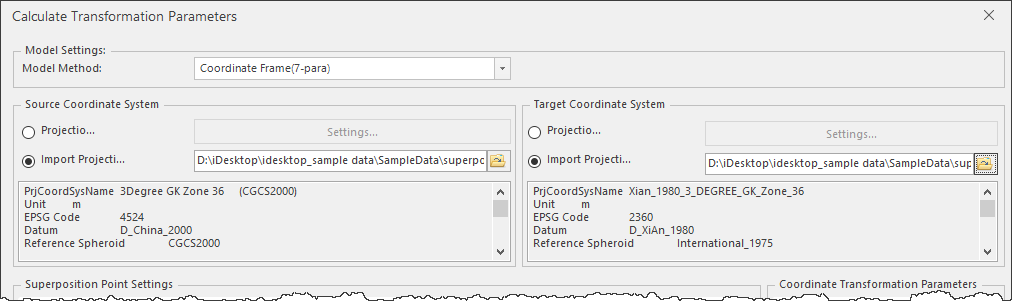 Calculate Transformation Parameters
Model Settings:
Model Method: Coordinate Frame(7-para)
Source Coordinate System
Projectio... Settings...
Import Projecti... D:\iDesktop\idesktop_sample data\SampleData\superpc
PrjCoordSysName 3Degree GK Zone 36 (CGCS2000)
Unit m
EPSG Code 4524
Datum D_China_2000
Reference Spheroid CGCS2000
Target Coordinate System
Projectio... Settings...
Import Projecti... D:\iDesktop\idesktop_sample data\SampleData\sup
PrjCoordSysName Xian_1980_3_DEGREE_GK_Zone_36
Unit m
EPSG Code 2360
Datum D_XiAn_1980
Reference Spheroid International_1975
Superposition Point Settings
Coordinate Transformation Parameters